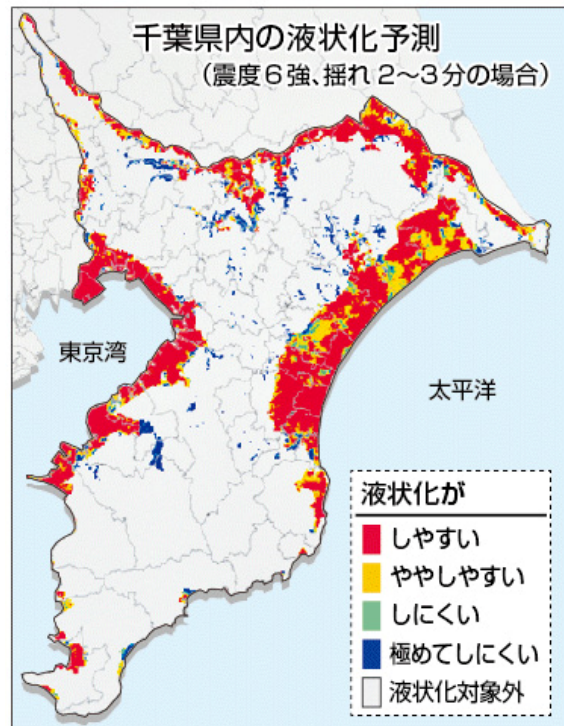 千葉県内の液状化予測
(震度6強、揺れ2〜3分の場合)
東京湾
太平洋
液状化が
しやすい
ややしやすい
しにくい
極めてしにくい
液状化対象外